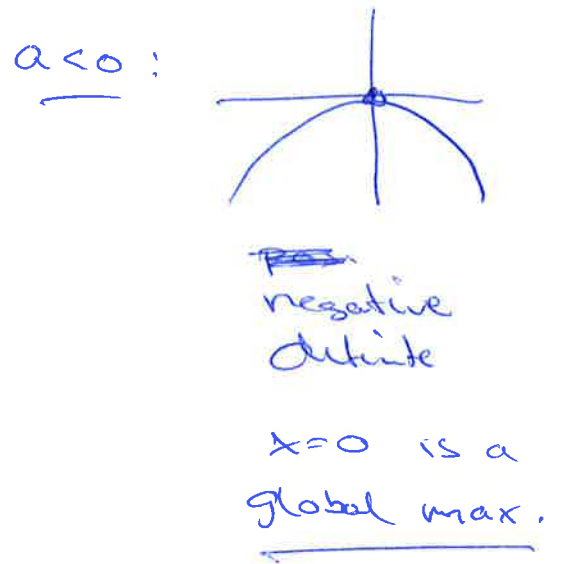 a<0 :
negative
definite
x=0 is a
global max.